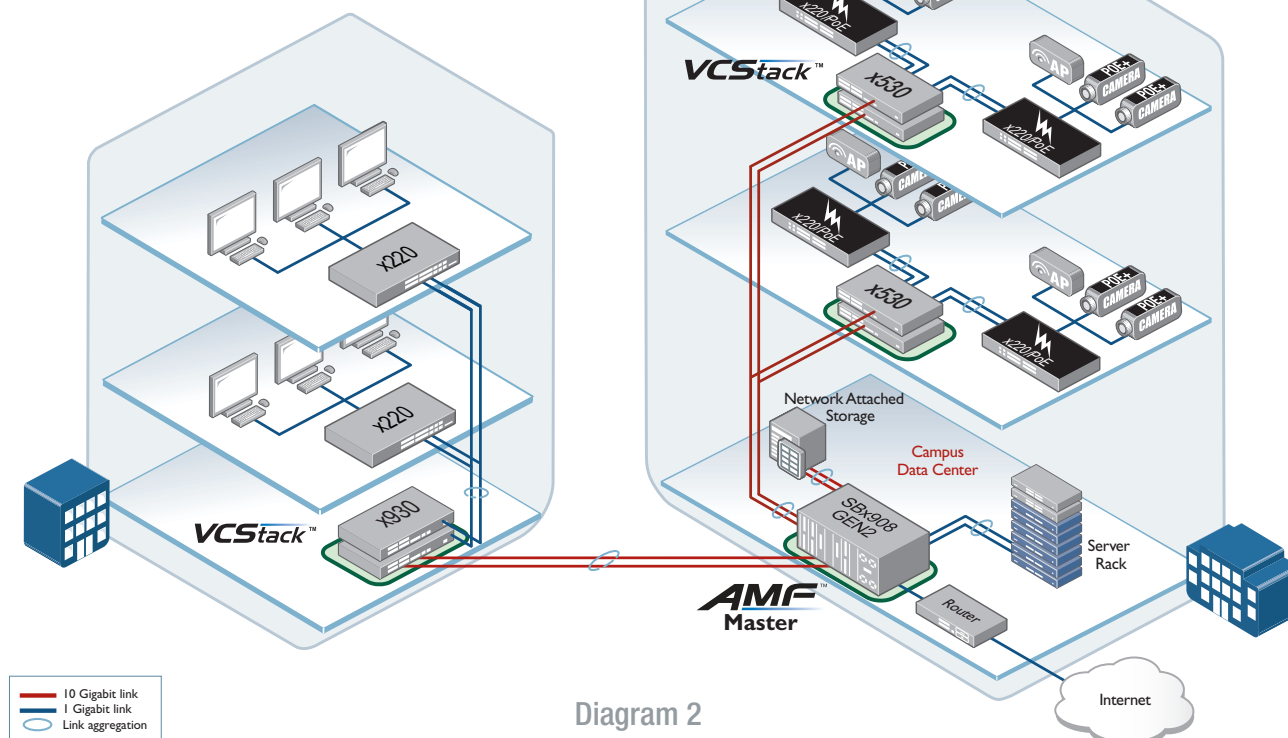 x220/PoE
VCStack™
x530
AP
POE+
CAMERA
POE+
CAMERA
x220/PoE
AP
x220/PoE
x530
AP
POE+
CAMERA
POE+
CAMERA
x220/PoE
x220
x220
x930
VCStack™
Network Attached
Storage
Campus
Data Center
SBx908
GEN2
Server
Rack
AMF™
Master
Router
Internet
10 Gigabit link
1 Gigabit link
Link aggregation
Diagram 2